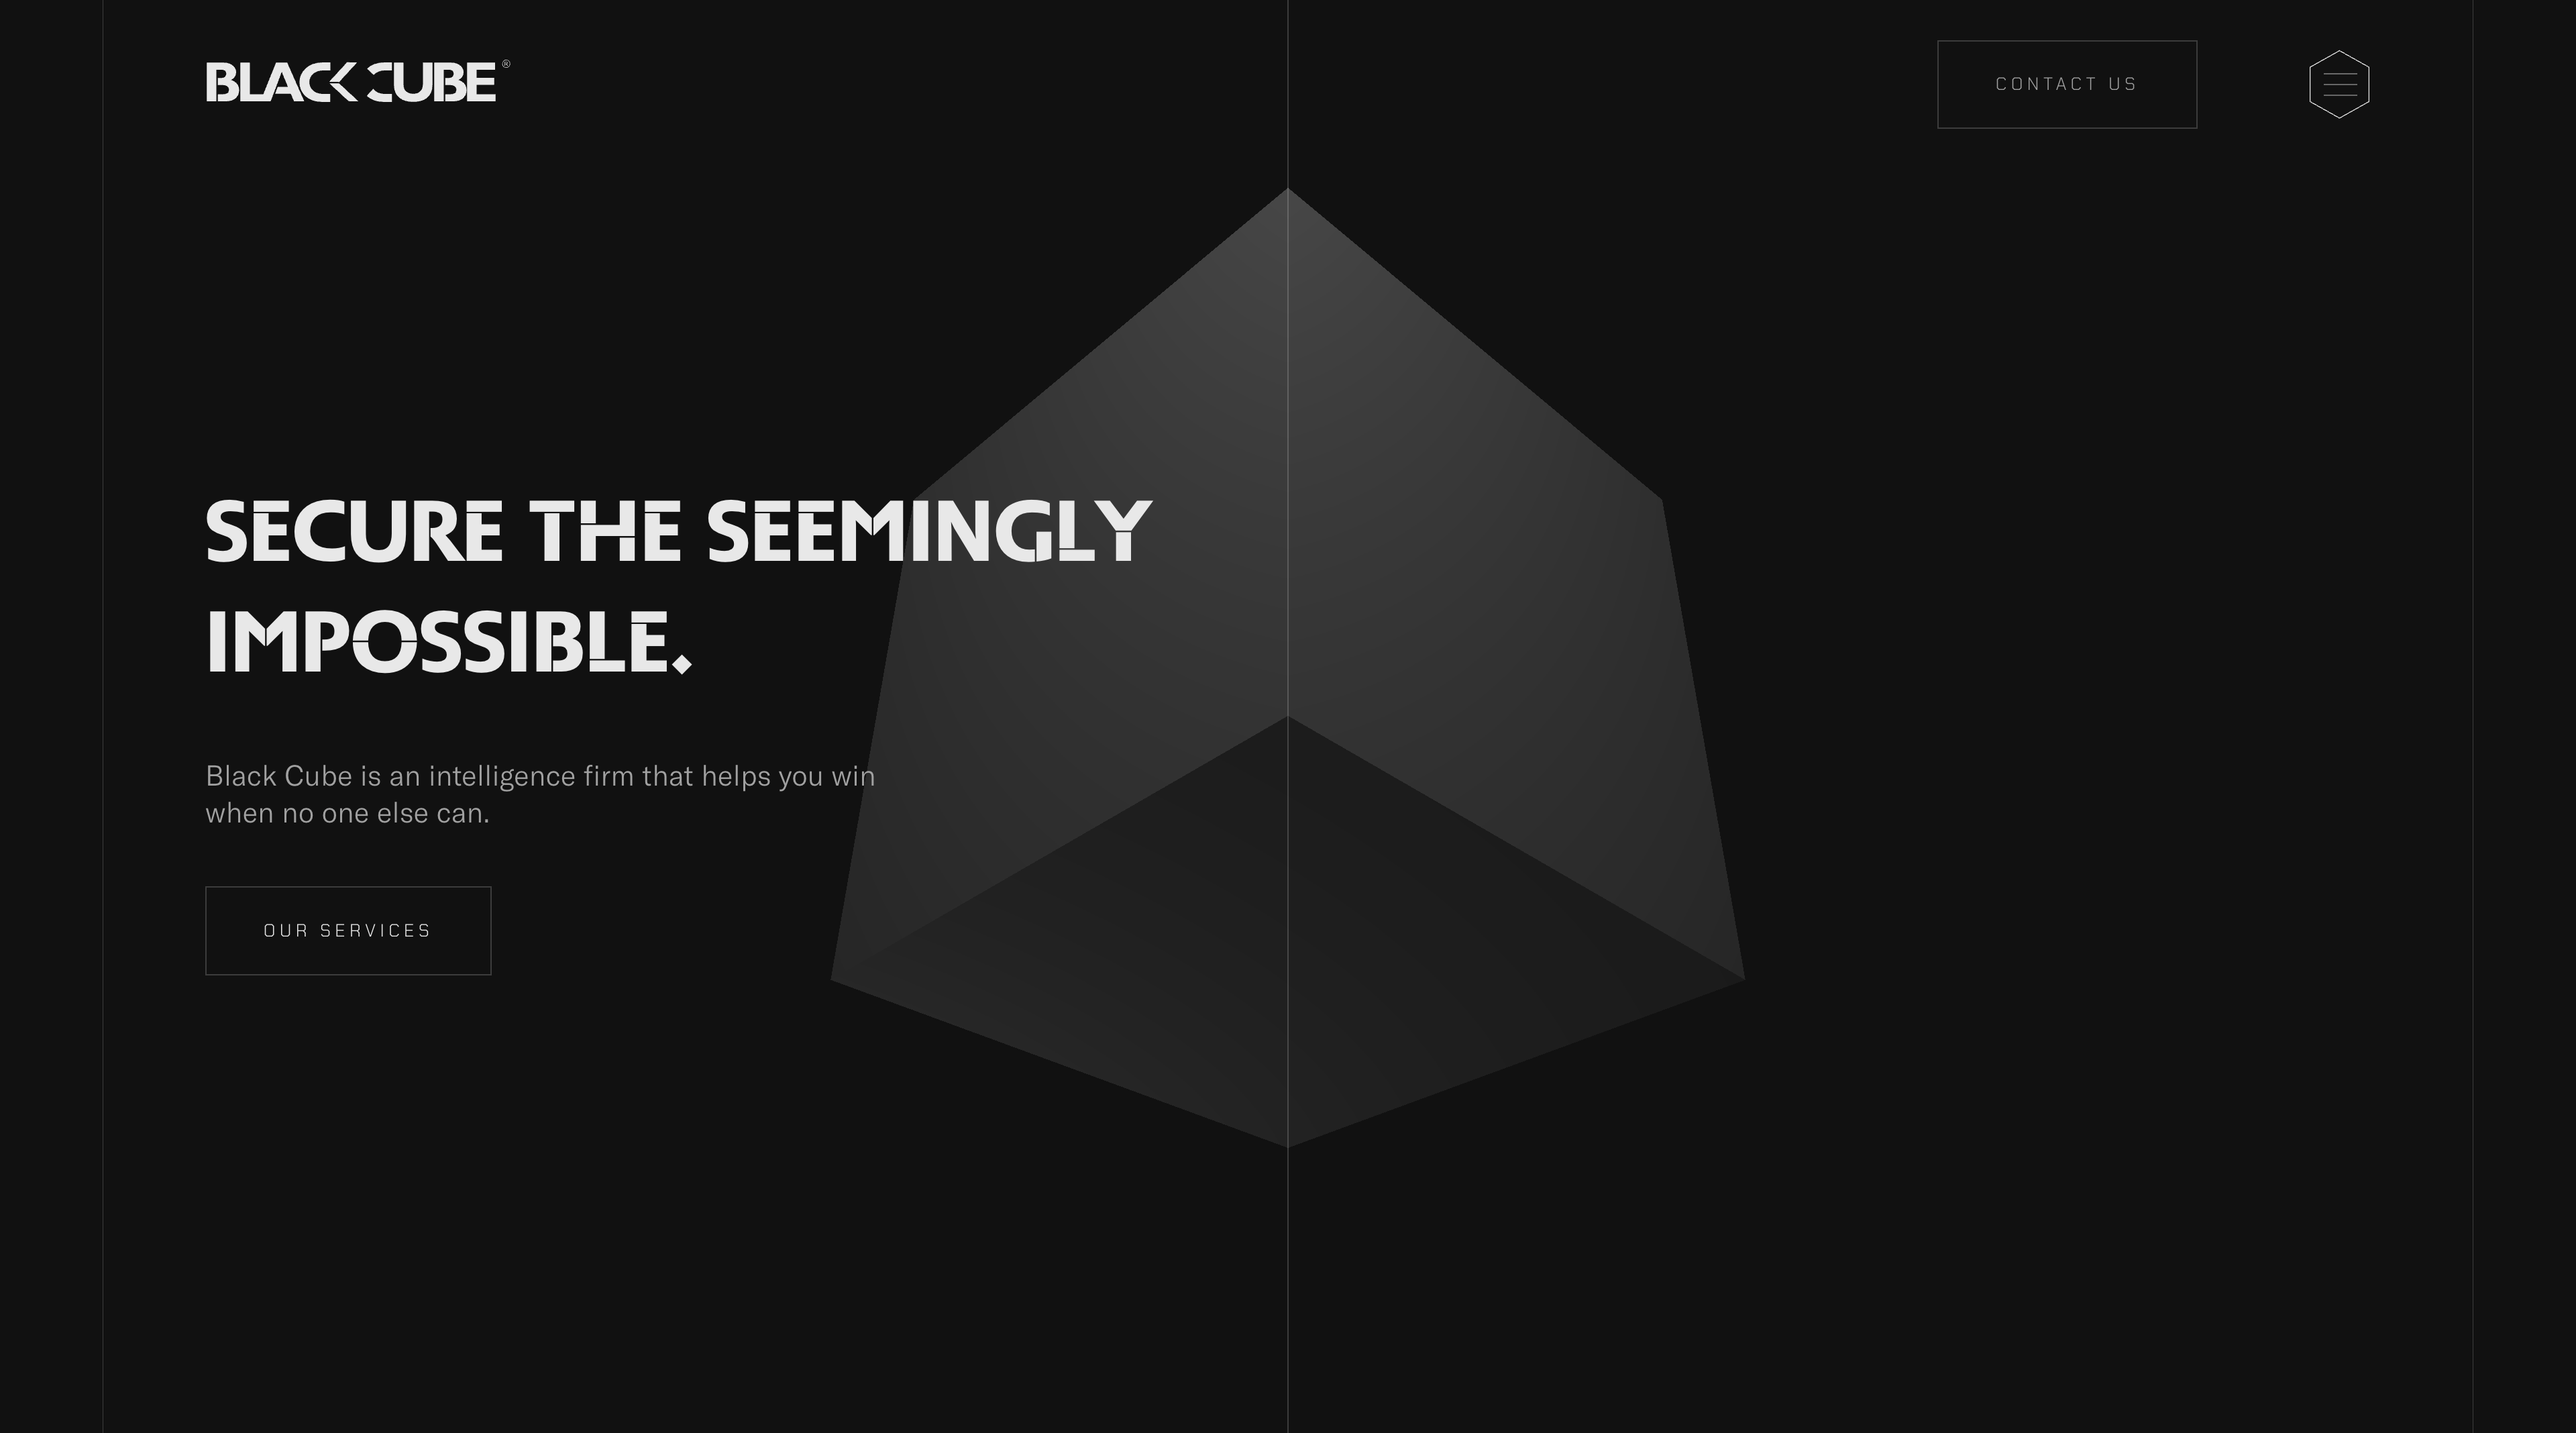 BLACK CUBE®
CONTACT US
SECURE THE SEEMINGLY
IMPOSSIBLE.
Black Cube is an intelligence firm that helps you win
when no one else can.
OUR SERVICES